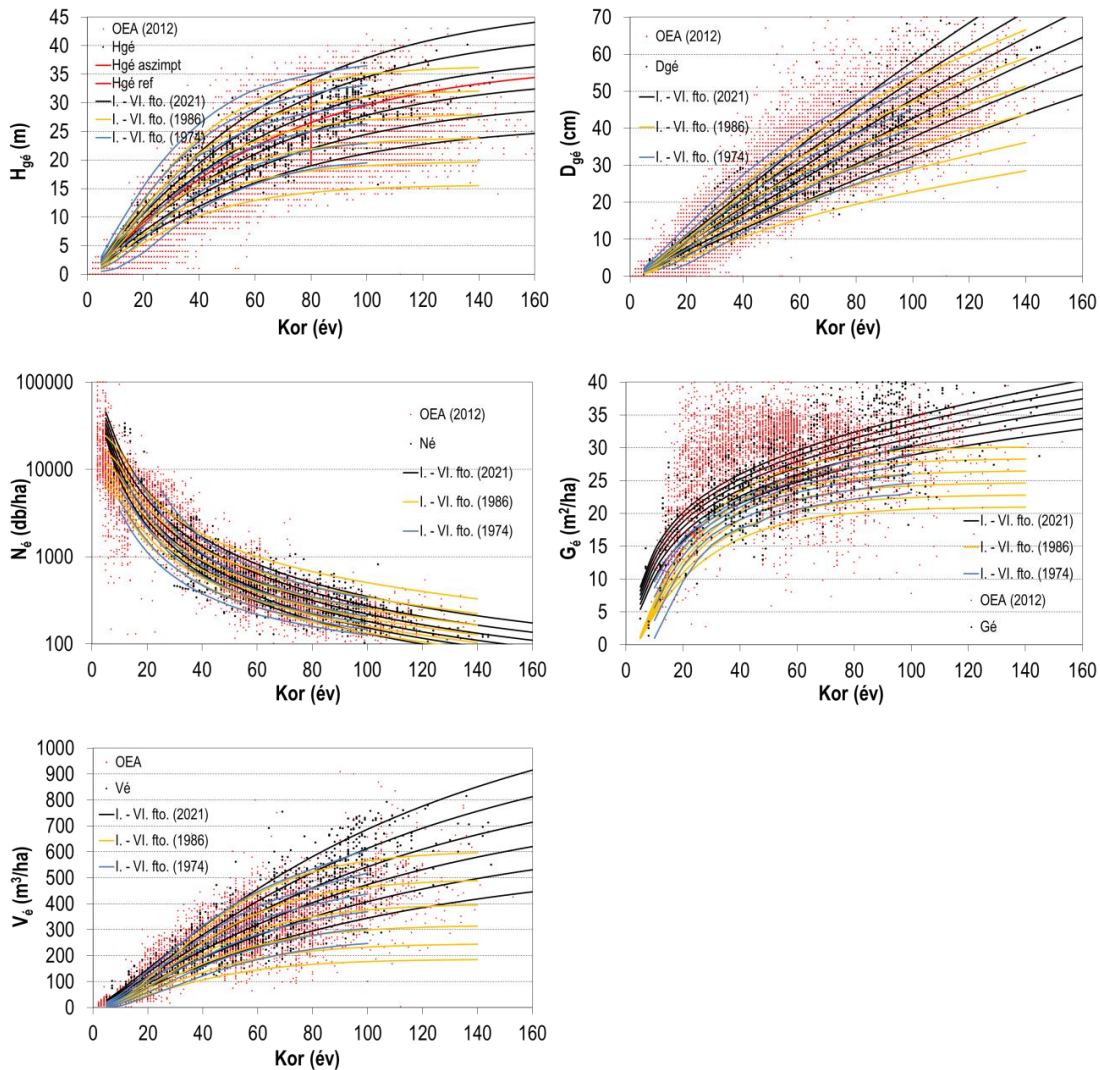 45
40
35
30
25
20
15
10
5
0
H_gé (m)
OEA (2012)
Hgé
Hgé aszimpt
Hgé ref
I. - VI. fto. (2021)
I. - VI. fto. (1986)
I. - VI. fto. (1974)
0 20 40 60 80 100 120 140 160
Kor (év)
70
60
50
40
30
20
10
0
D_gé (cm)
OEA (2012)
Dgé
I. - VI. fto. (2021)
I. - VI. fto. (1986)
I. - VI. fto. (1974)
0 20 40 60 80 100 120 140 160
Kor (év)
100000
10000
1000
100
N_é (db/ha)
OEA (2012)
Né
I. - VI. fto. (2021)
I. - VI. fto. (1986)
I. - VI. fto. (1974)
0 20 40 60 80 100 120 140 160
Kor (év)
40
35
30
25
20
15
10
5
0
G_é (m²/ha)
I. - VI. fto. (2021)
I. - VI. fto. (1986)
I. - VI. fto. (1974)
OEA (2012)
Gé
0 20 40 60 80 100 120 140 160
Kor (év)
1000
900
800
700
600
500
400
300
200
100
0
V_é (m³/ha)
OEA
Vé
I. - VI. fto. (2021)
I. - VI. fto. (1986)
I. - VI. fto. (1974)
0 20 40 60 80 100 120 140 160
Kor (év)